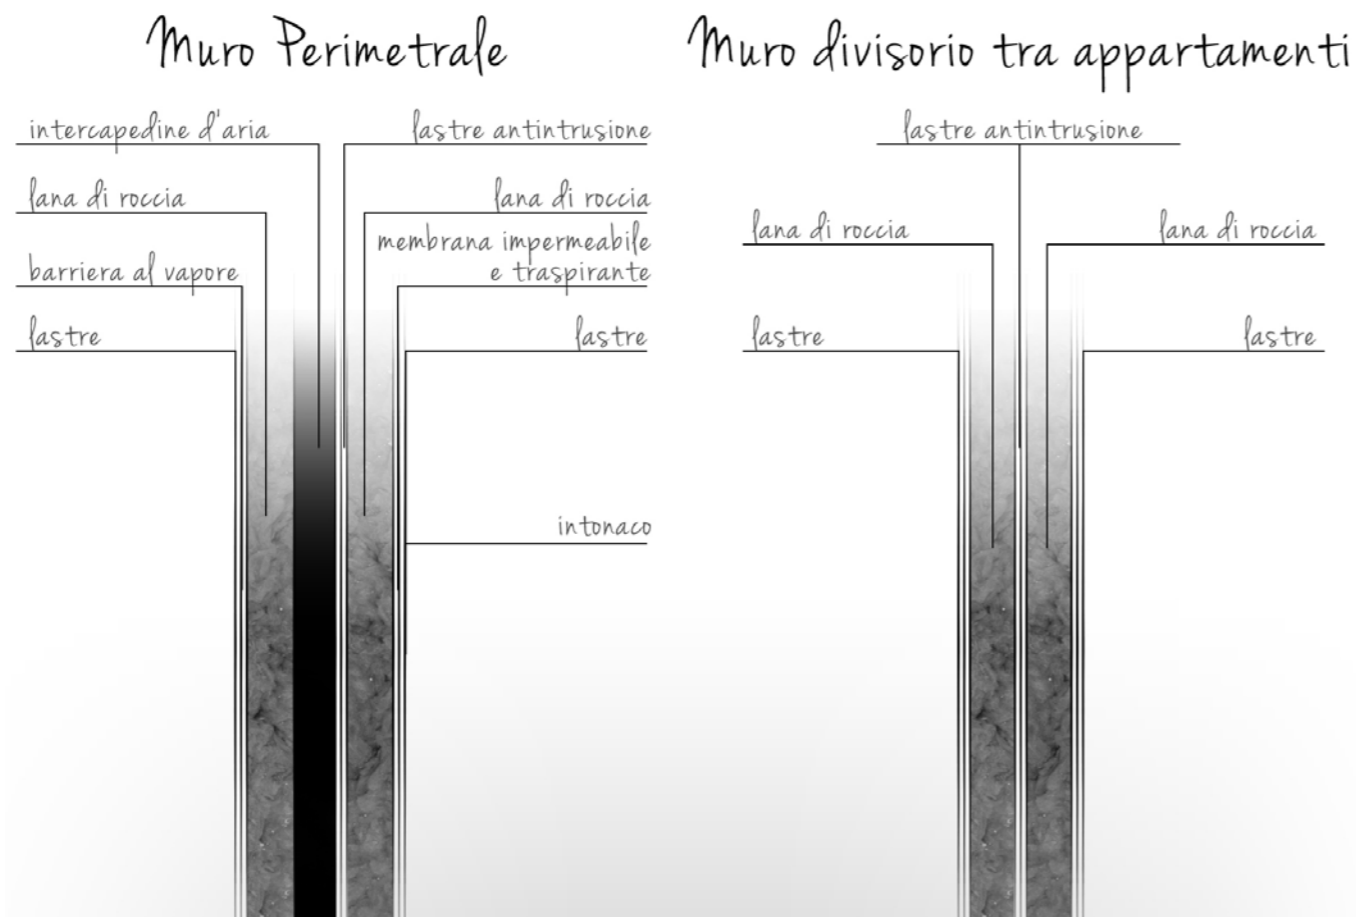 Muro Perimetrale
intercapedine d'aria
lastre antintrusione
lana di roccia
lana di roccia
membrana impermeabile
e traspirante
barriera al vapore
lastre
lastre
intonaco
Muro divisorio tra appartamenti
lastre antintrusione
lana di roccia
lana di roccia
lastre
lastre